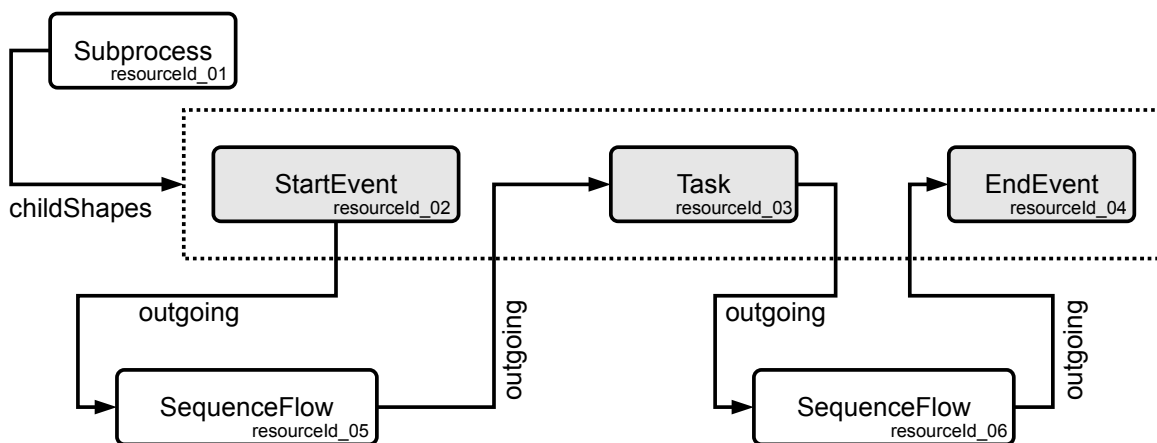 Subprocess
resourceId_01
StartEvent
resourceId_02
Task
resourceId_03
EndEvent
resourceId_04
childShapes
outgoing
outgoing
outgoing
outgoing
SequenceFlow
resourceId_05
SequenceFlow
resourceId_06